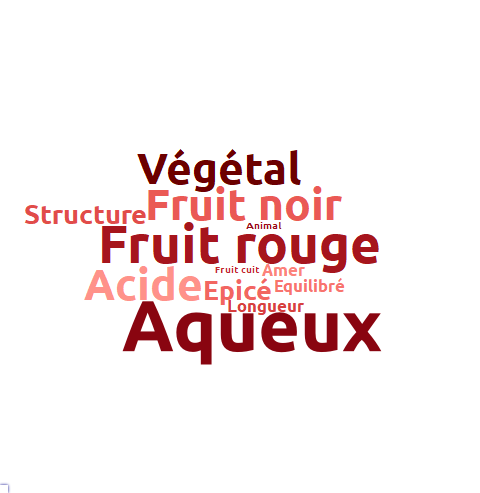 Végétal
Fruit noir
Structure
Animal
Fruit rouge
Fruit cuit
Amer
Acide
Epicé
Equilibré
Longueur
Aqueux